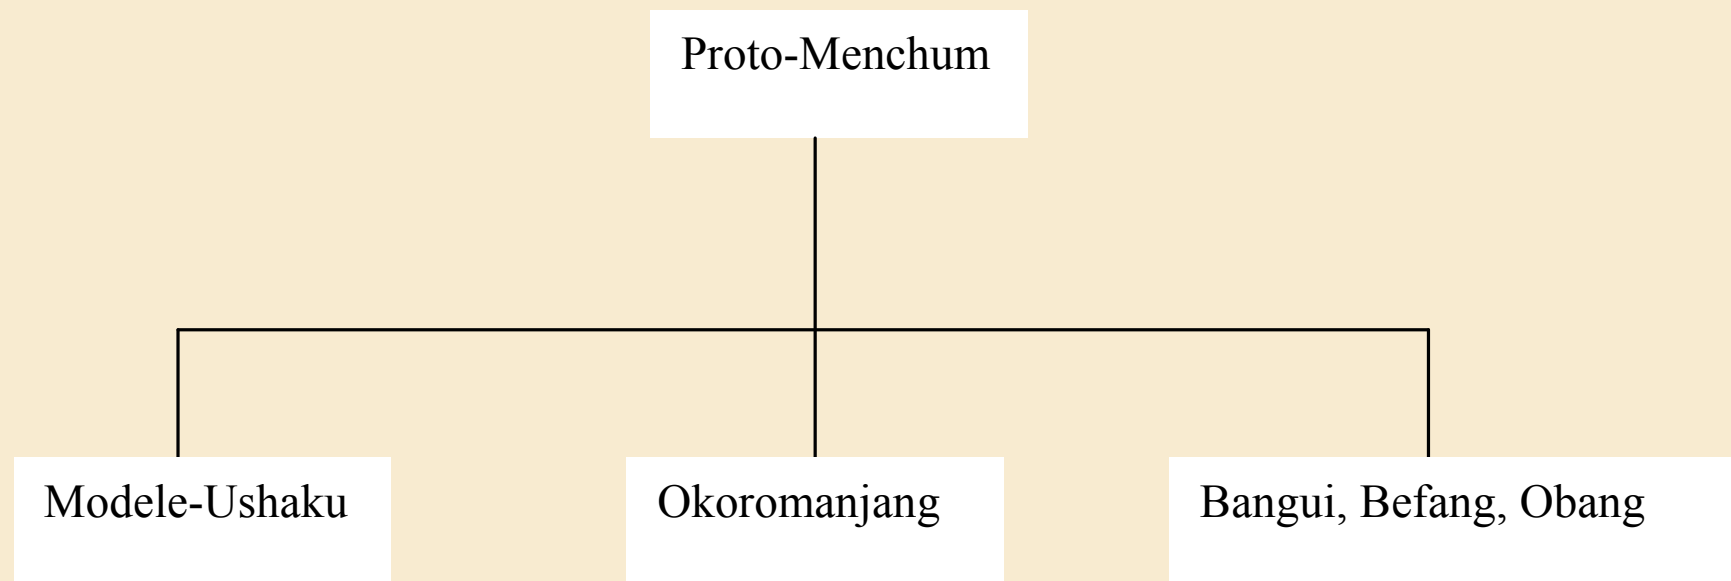 Proto-Menchum
Modele-Ushaku
Okoromanjang
Bangui, Befang, Obang